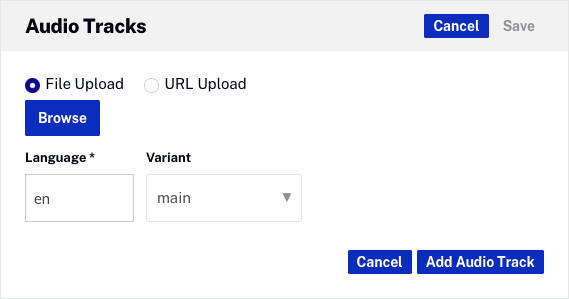 Audio Tracks Cancel Save
File Upload URL Upload
Browse
Language * Variant
en main
Cancel Add Audio Track